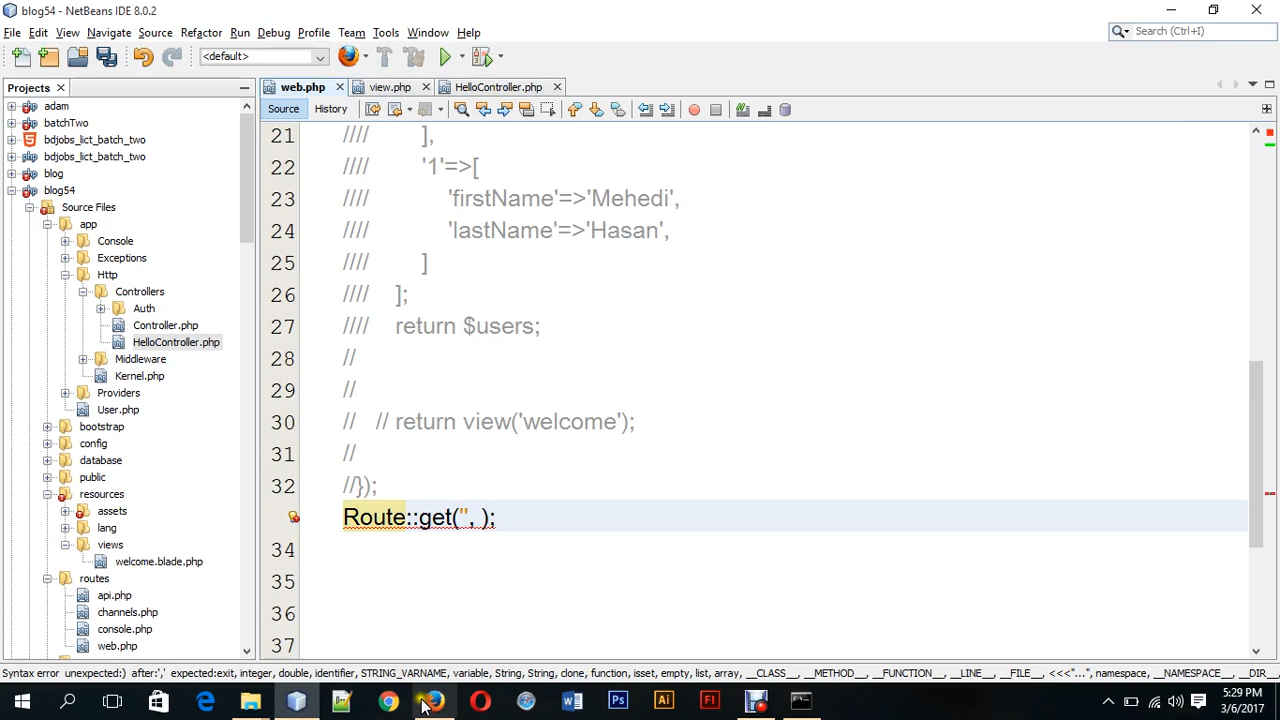 blog54 - NetBeans IDE 8.0.2
File Edit View Navigate Source Refactor Run Debug Profile Team Tools Window Help
Search (Ctrl+I)
<default>
Projects
web.php
view.php
HelloController.php
Source
History
adam
batchTwo
bdjobs_lict_batch_two
bdjobs_lict_batch_two
blog
blog54
Source Files
app
Console
Exceptions
Http
Controllers
Auth
Controller.php
HelloController.php
Middleware
Kernel.php
Providers
User.php
bootstrap
config
database
public
resources
assets
lang
views
welcome.blade.php
routes
api.php
channels.php
console.php
web.php
21 //// ],
22 //// '1'=>[
23 //// 'firstName'=>'Mehedi',
24 //// 'lastName'=>'Hasan',
25 //// ]
26 //// ];
27 //// return $users;
28 //
29 //
30 // // return view('welcome');
31 //
32 //});
Route::get('', );
34
35
36
37
Syntax error unexpected:) after:',' expected:exit, integer, double, identifier, STRING_VARNAME, variable, String, String, clone, function, isset, empty, list, array, __CLASS__, __METHOD__, __FUNCTION__, __LINE__, __FILE__, <<<"...", namespace, __NAMESPACE__, __DIR__
5:29 PM
3/6/2017